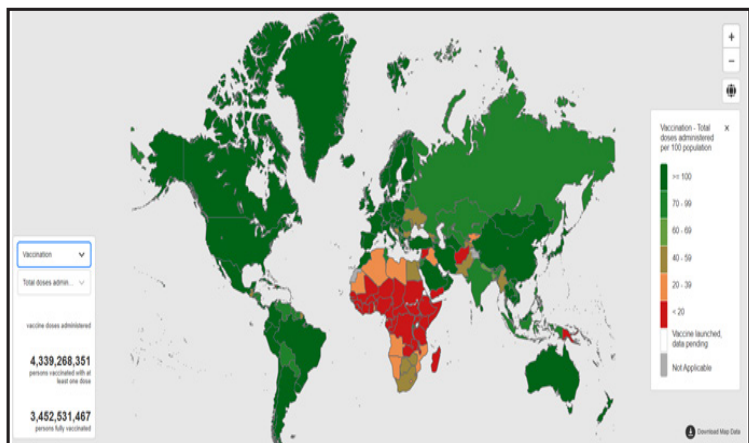 +
−
Vaccination - Total
doses administered
per 100 population
×
>= 100
70 - 99
60 - 69
40 - 59
20 - 39
< 20
Vaccine launched,
data pending
Not Applicable
Vaccination
Total doses admin...
vaccine doses administered
4,339,268,351
persons vaccinated with at
least one dose
3,452,531,467
persons fully vaccinated
Download Map Data